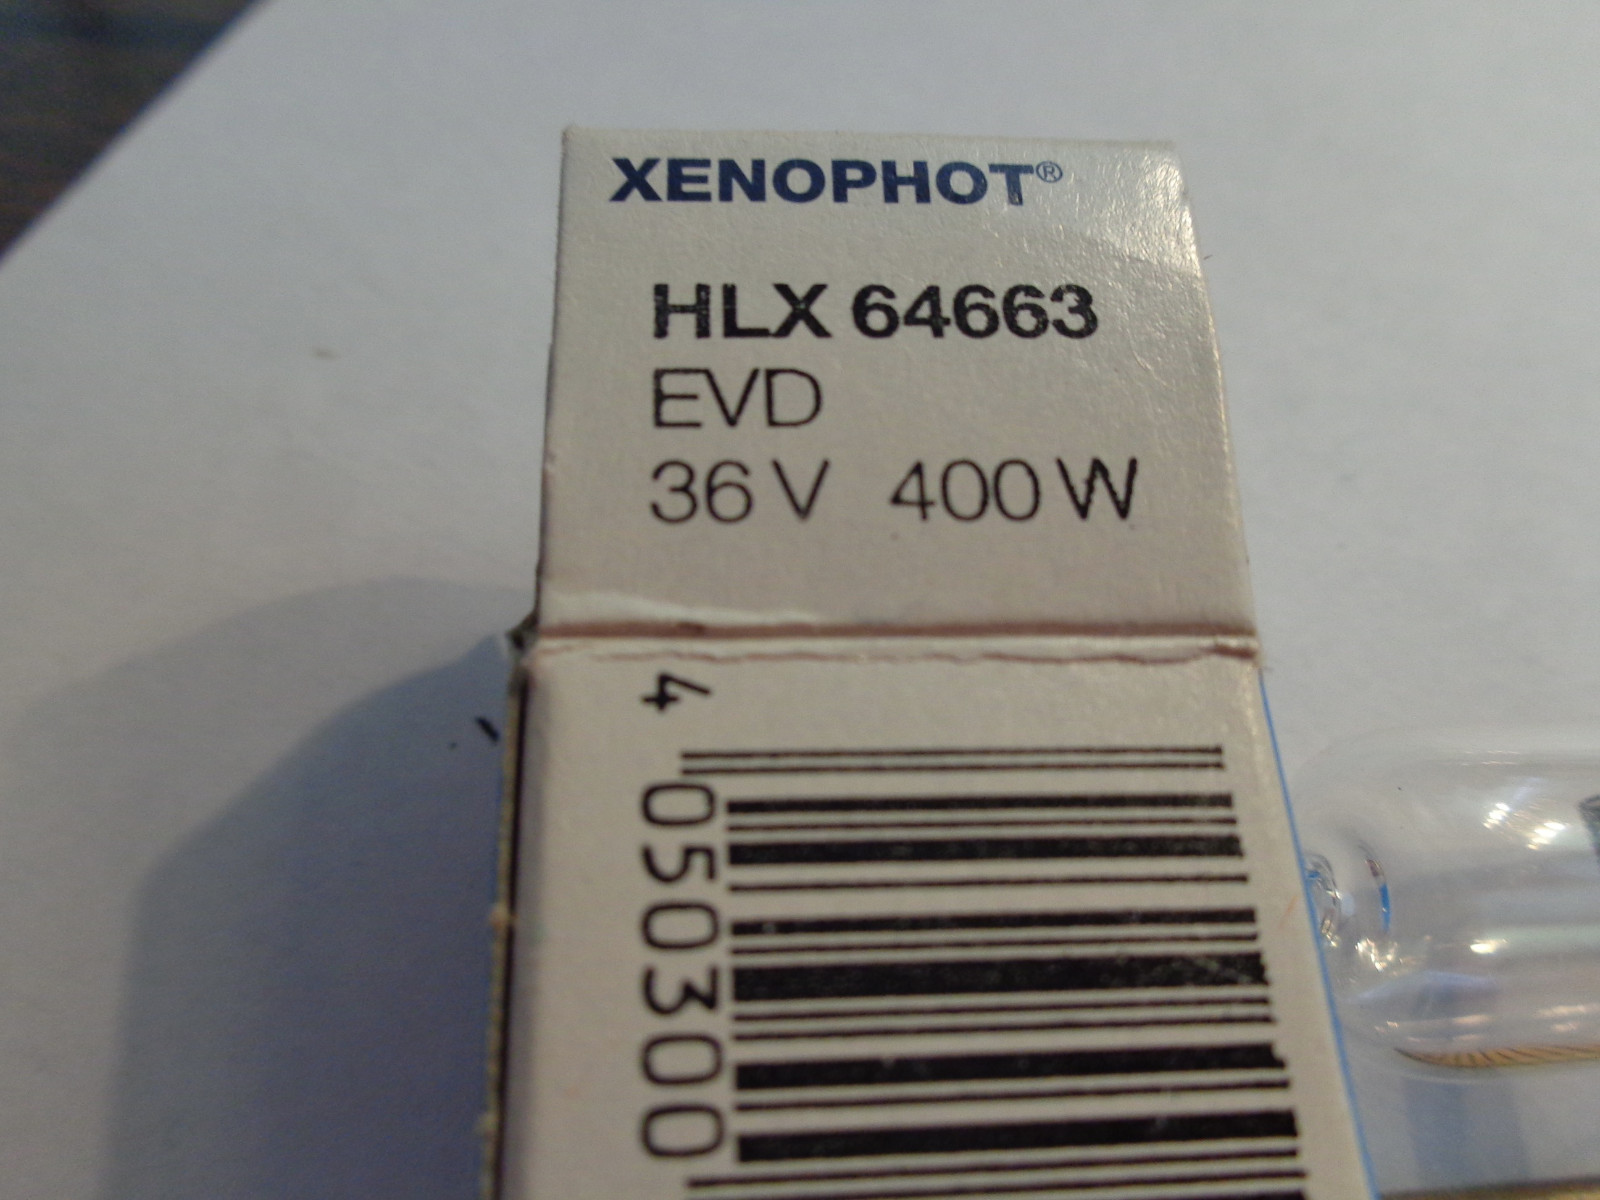 XENOPHOT®
HLX 64663
EVD
36 V 400 W
4 050300